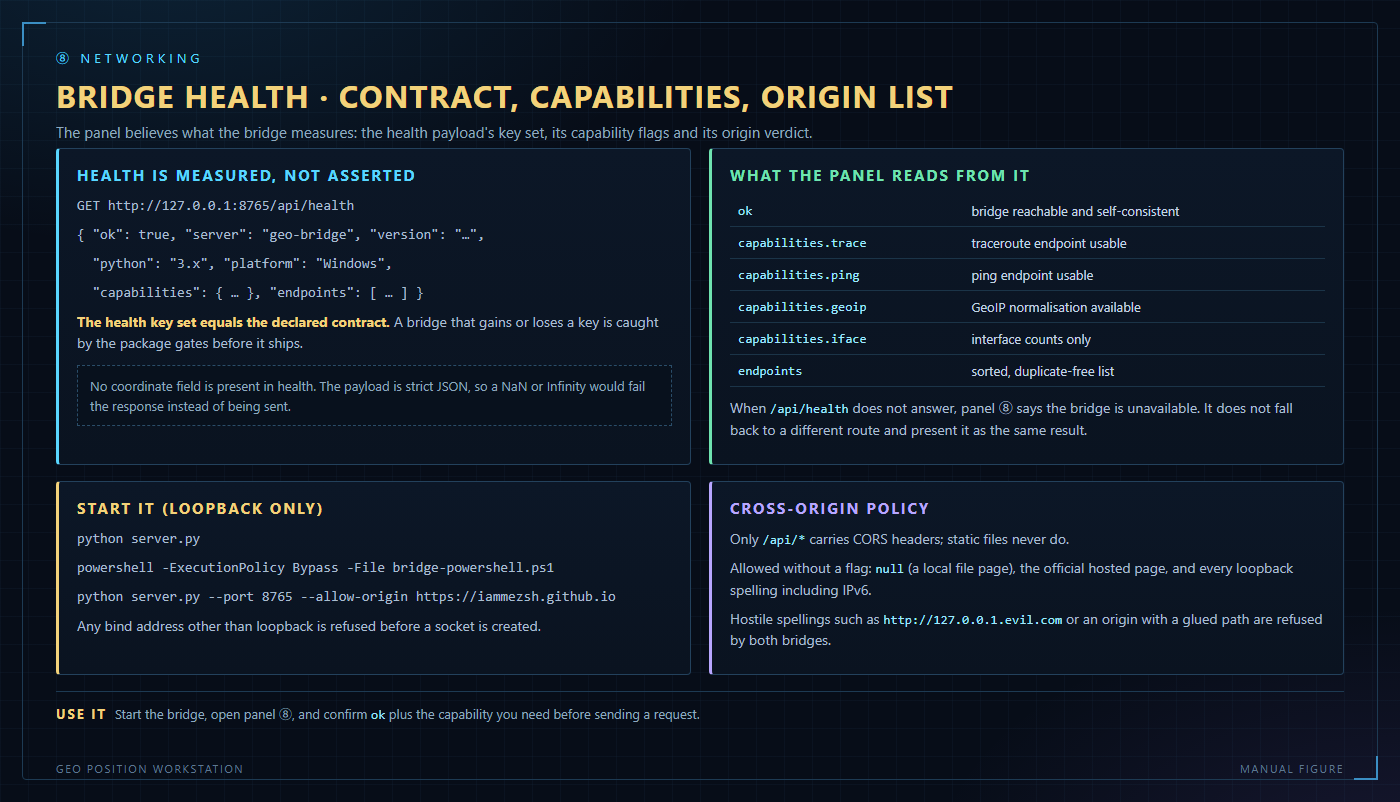 ⑧ NETWORKING
BRIDGE HEALTH · CONTRACT, CAPABILITIES, ORIGIN LIST
The panel believes what the bridge measures: the health payload's key set, its capability flags and its origin verdict.
HEALTH IS MEASURED, NOT ASSERTED
GET http://127.0.0.1:8765/api/health
{ "ok": true, "server": "geo-bridge", "version": "…",
"python": "3.x", "platform": "Windows",
"capabilities": { … }, "endpoints": [ … ] }
The health key set equals the declared contract. A bridge that gains or loses a key is caught
by the package gates before it ships.
No coordinate field is present in health. The payload is strict JSON, so a NaN or Infinity would fail
the response instead of being sent.
WHAT THE PANEL READS FROM IT
ok bridge reachable and self-consistent
capabilities.trace traceroute endpoint usable
capabilities.ping ping endpoint usable
capabilities.geoip GeoIP normalisation available
capabilities.iface interface counts only
endpoints sorted, duplicate-free list
When /api/health does not answer, panel ⑧ says the bridge is unavailable. It does not fall
back to a different route and present it as the same result.
START IT (LOOPBACK ONLY)
python server.py
powershell -ExecutionPolicy Bypass -File bridge-powershell.ps1
python server.py --port 8765 --allow-origin https://iammezsh.github.io
Any bind address other than loopback is refused before a socket is created.
CROSS-ORIGIN POLICY
Only /api/* carries CORS headers; static files never do.
Allowed without a flag: null (a local file page), the official hosted page, and every loopback
spelling including IPv6.
Hostile spellings such as http://127.0.0.1.evil.com or an origin with a glued path are refused
by both bridges.
USE IT Start the bridge, open panel ⑧, and confirm ok plus the capability you need before sending a request.
GEO POSITION WORKSTATION
MANUAL FIGURE